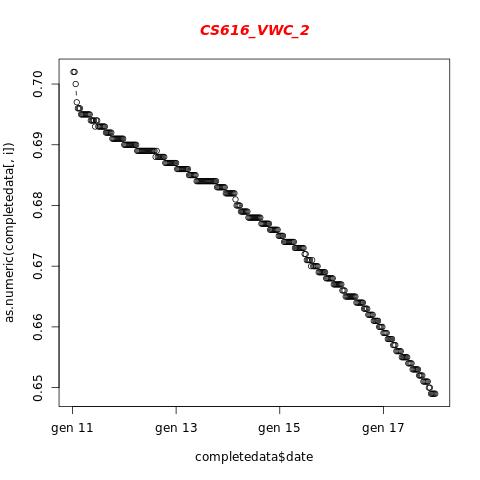 CS616_VWC_2
as.numeric(completedata[, i])
0.70
0.69
0.68
0.67
0.66
0.65
gen 11
gen 13
gen 15
gen 17
completedata$date